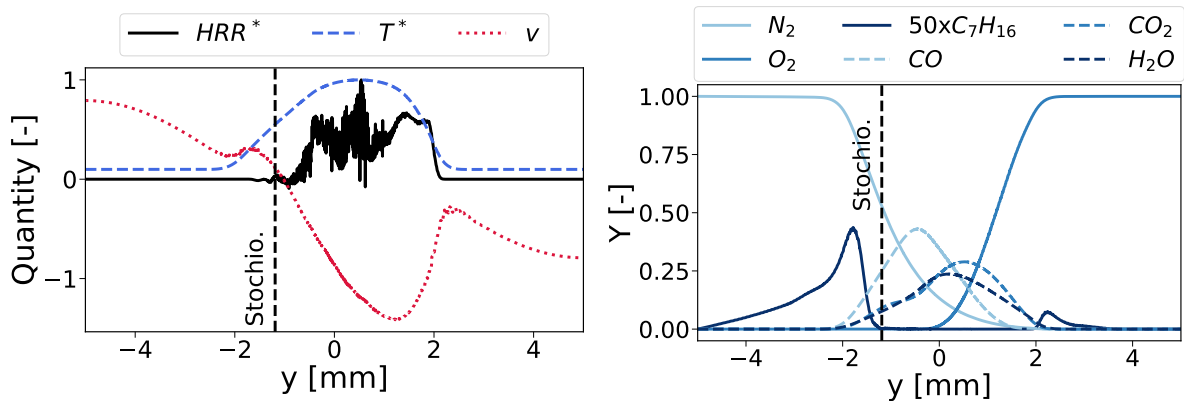 HRR* T* v
1
0
−1
Quantity [-]
Stochio.
−4 −2 0 2 4
y [mm]
N₂ 50xC₇H₁₆ CO₂
O₂ CO H₂O
1.00
0.75
0.50
0.25
0.00
Y [-]
Stochio.
−4 −2 0 2 4
y [mm]